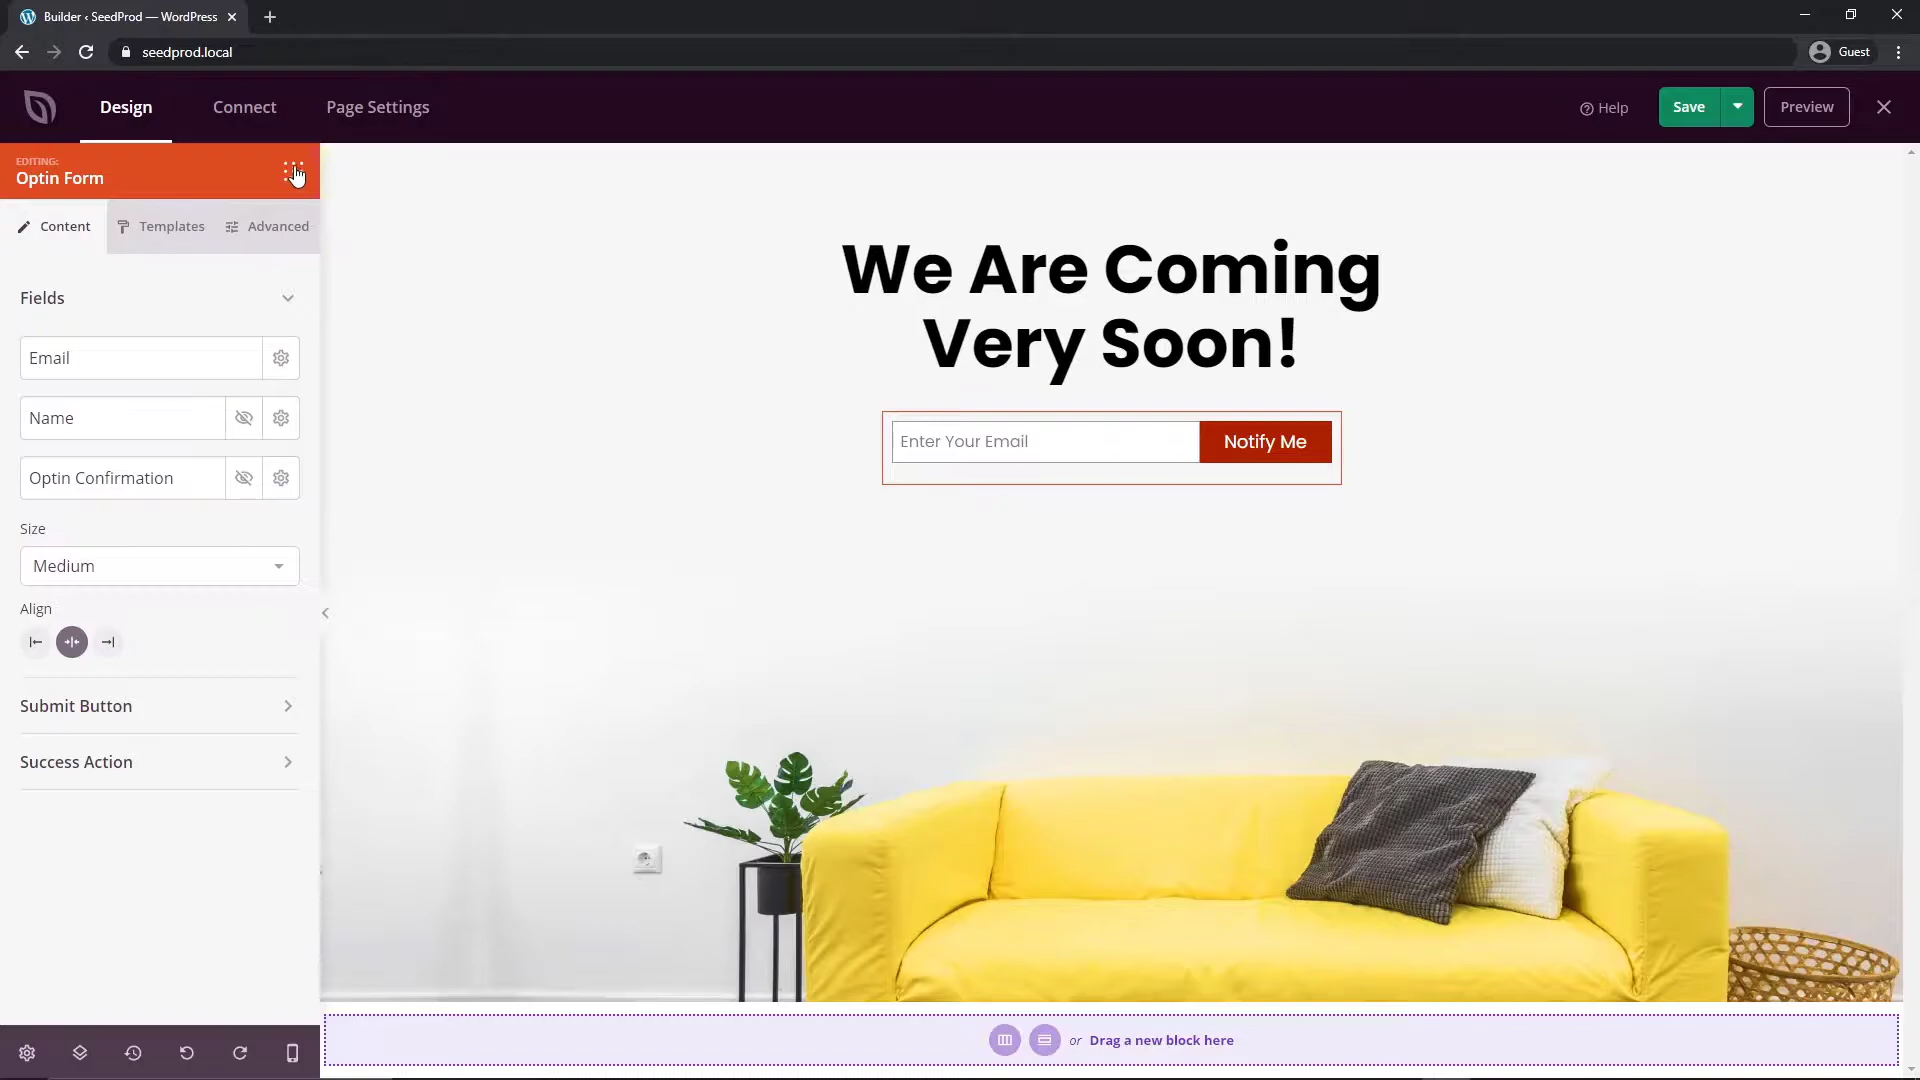 Builder ‹ SeedProd — WordPress
seedprod.local
Guest
Design
Connect
Page Settings
Help
Save
Preview
EDITING:
Optin Form
Content
Templates
Advanced
Fields
Email
Name
Optin Confirmation
Size
Medium
Align
Submit Button
Success Action
We Are Coming
Very Soon!
Enter Your Email
Notify Me
or Drag a new block here